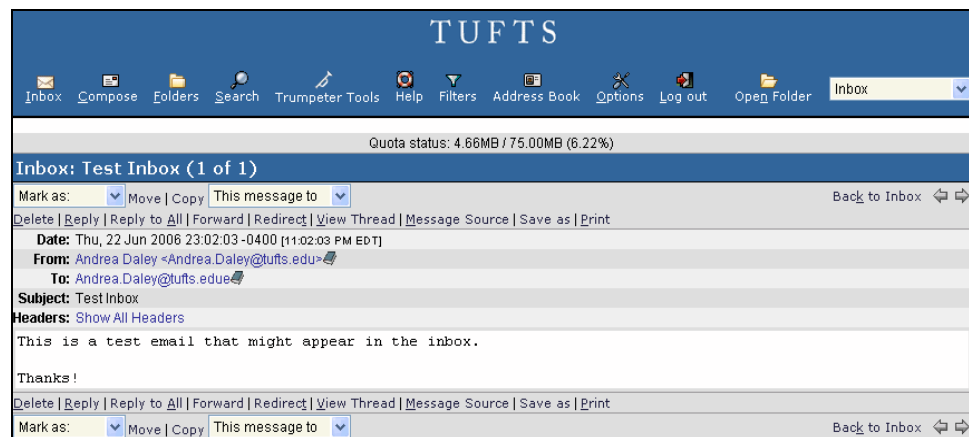 TUFTS
Inbox Compose Folders Search Trumpeter Tools Help Filters Address Book Options Log out Open Folder Inbox
Quota status: 4.66MB / 75.00MB (6.22%)
Inbox: Test Inbox (1 of 1)
Mark as: Move | Copy This message to Back to Inbox
Delete | Reply | Reply to All | Forward | Redirect | View Thread | Message Source | Save as | Print
Date: Thu, 22 Jun 2006 23:02:03 -0400 [11:02:03 PM EDT]
From: Andrea Daley <Andrea.Daley@tufts.edu>
To: Andrea.Daley@tufts.edue
Subject: Test Inbox
Headers: Show All Headers
This is a test email that might appear in the inbox.
Thanks!
Delete | Reply | Reply to All | Forward | Redirect | View Thread | Message Source | Save as | Print
Mark as: Move | Copy This message to Back to Inbox